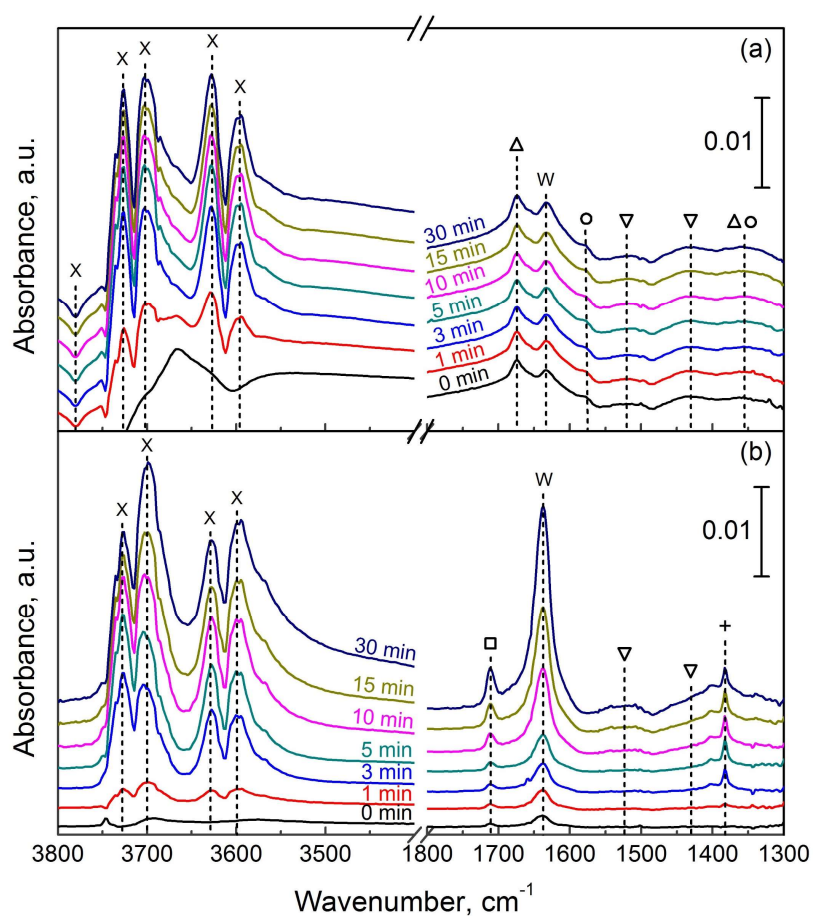 (a)
X X X X
X
Absorbance, a.u.
0.01
△
W
○ ▽ ▽ △○
30 min
15 min
10 min
5 min
3 min
1 min
0 min
(b)
X X X X
Absorbance, a.u.
0.01
W
□ ▽ ▽ +
30 min
15 min
10 min
5 min
3 min
1 min
0 min
3800 3700 3600 3500 1800 1700 1600 1500 1400 1300
Wavenumber, cm⁻¹